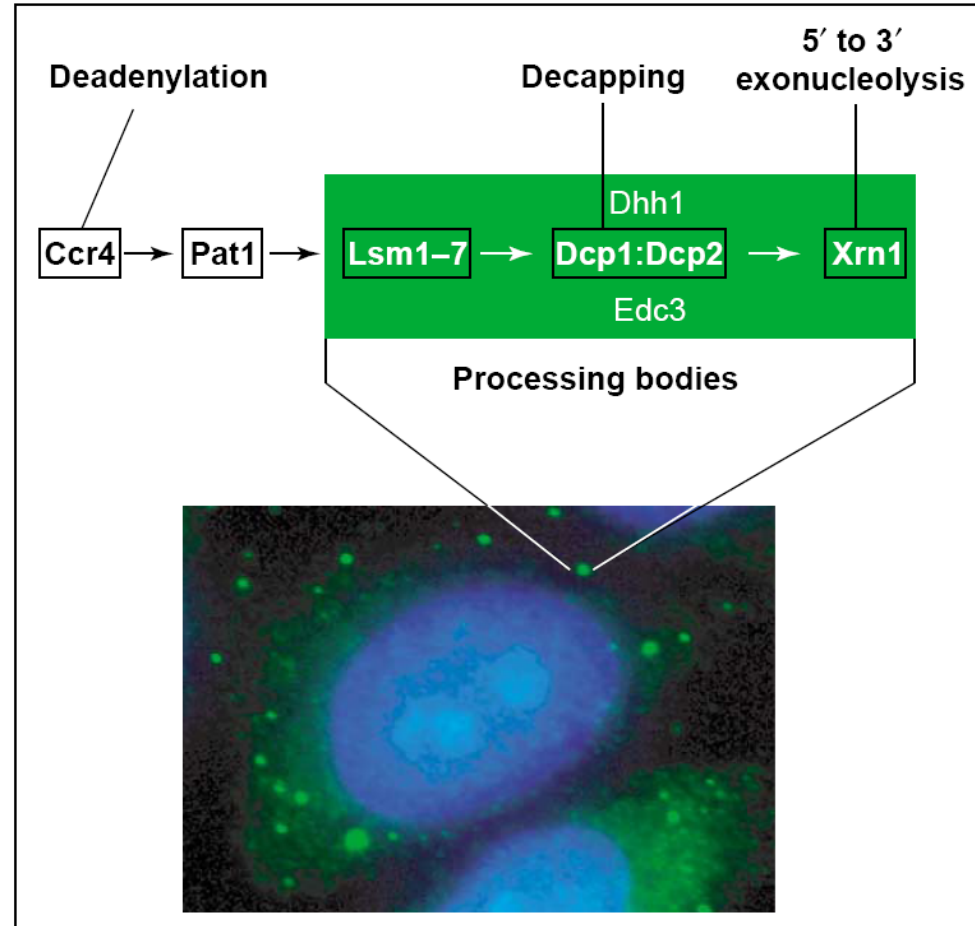 5′ to 3′
Deadenylation
Decapping
exonucleolysis
Dhh1
Ccr4
Pat1
Lsm1–7
Dcp1:Dcp2
Xrn1
Edc3
Processing bodies